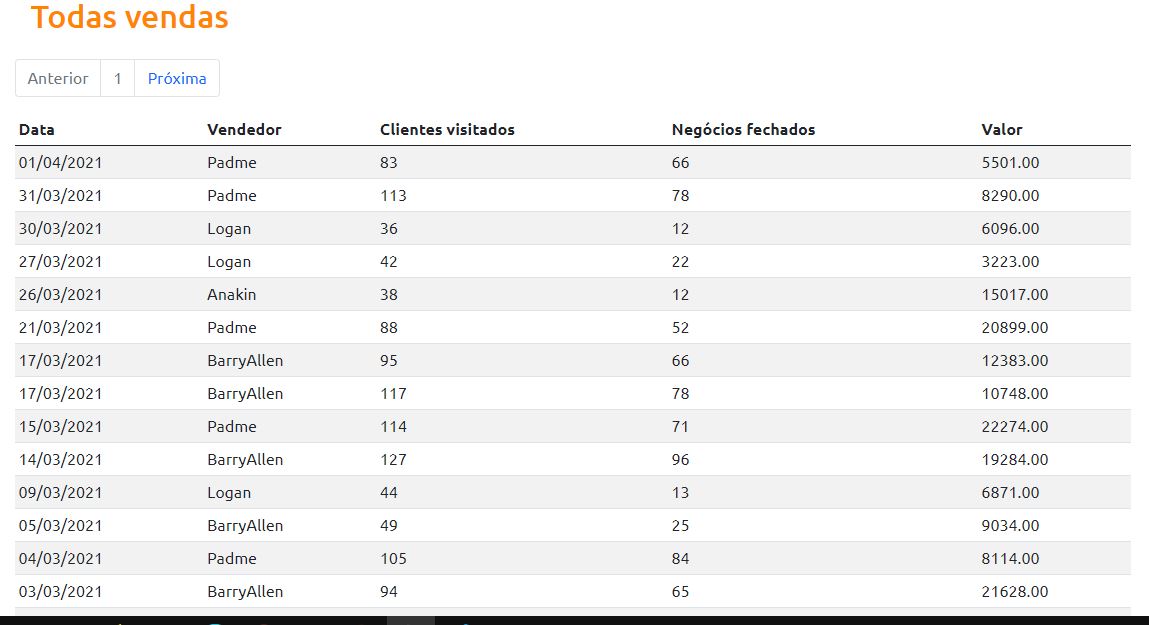 Todas vendas
Anterior 1 Próxima
Data Vendedor Clientes visitados Negócios fechados Valor
01/04/2021 Padme 83 66 5501.00
31/03/2021 Padme 113 78 8290.00
30/03/2021 Logan 36 12 6096.00
27/03/2021 Logan 42 22 3223.00
26/03/2021 Anakin 38 12 15017.00
21/03/2021 Padme 88 52 20899.00
17/03/2021 BarryAllen 95 66 12383.00
17/03/2021 BarryAllen 117 78 10748.00
15/03/2021 Padme 114 71 22274.00
14/03/2021 BarryAllen 127 96 19284.00
09/03/2021 Logan 44 13 6871.00
05/03/2021 BarryAllen 49 25 9034.00
04/03/2021 Padme 105 84 8114.00
03/03/2021 BarryAllen 94 65 21628.00